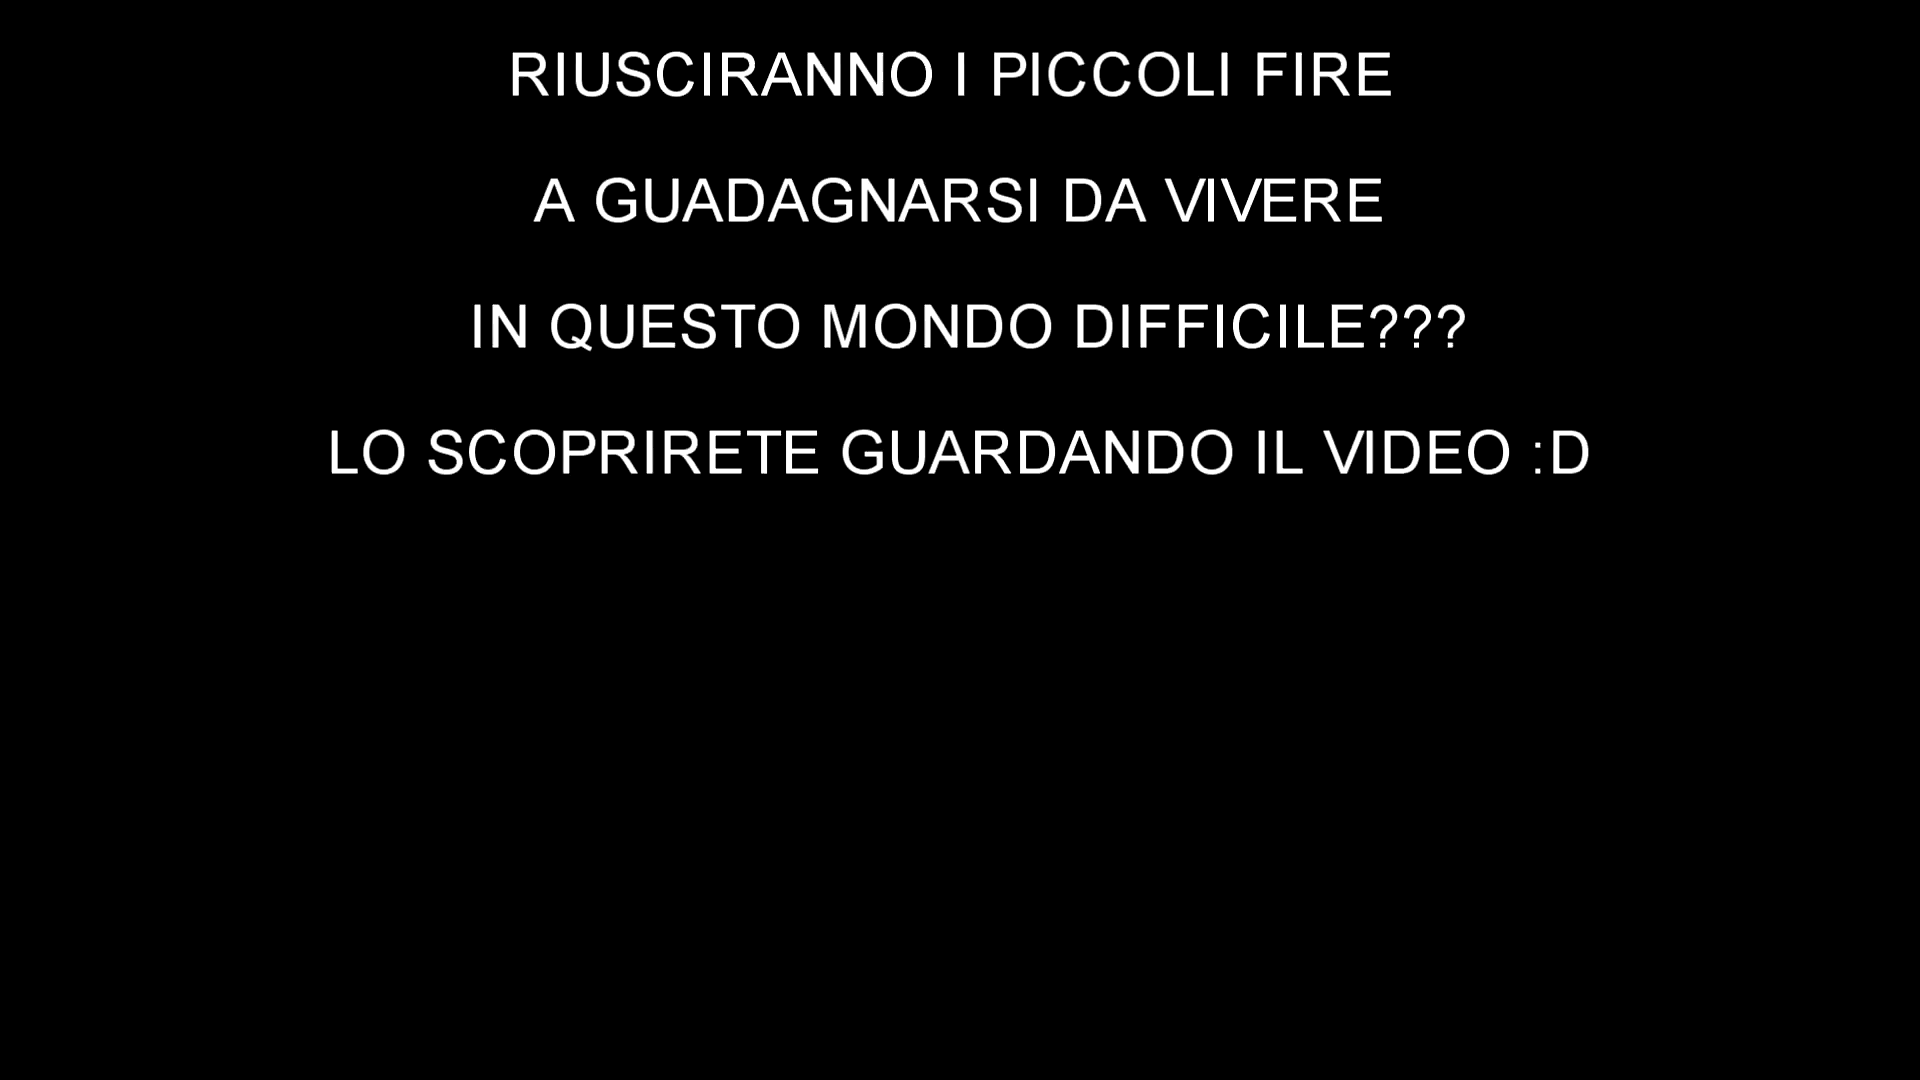 RIUSCIRANNO I PICCOLI FIRE
A GUADAGNARSI DA VIVERE
IN QUESTO MONDO DIFFICILE???
LO SCOPRIRETE GUARDANDO IL VIDEO :D